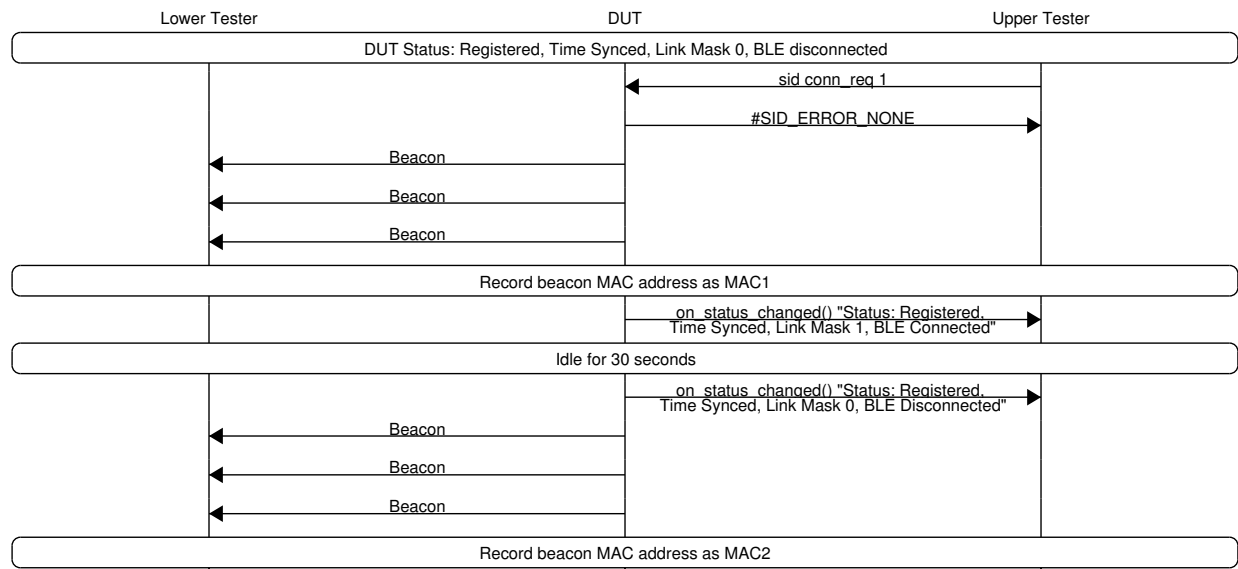 Lower Tester DUT Upper Tester
DUT Status: Registered, Time Synced, Link Mask 0, BLE disconnected
sid conn_req 1
#SID_ERROR_NONE
Beacon
Beacon
Beacon
Record beacon MAC address as MAC1
on_status_changed() "Status: Registered,
Time Synced, Link Mask 1, BLE Connected"
Idle for 30 seconds
on_status_changed() "Status: Registered,
Time Synced, Link Mask 0, BLE Disconnected"
Beacon
Beacon
Beacon
Record beacon MAC address as MAC2